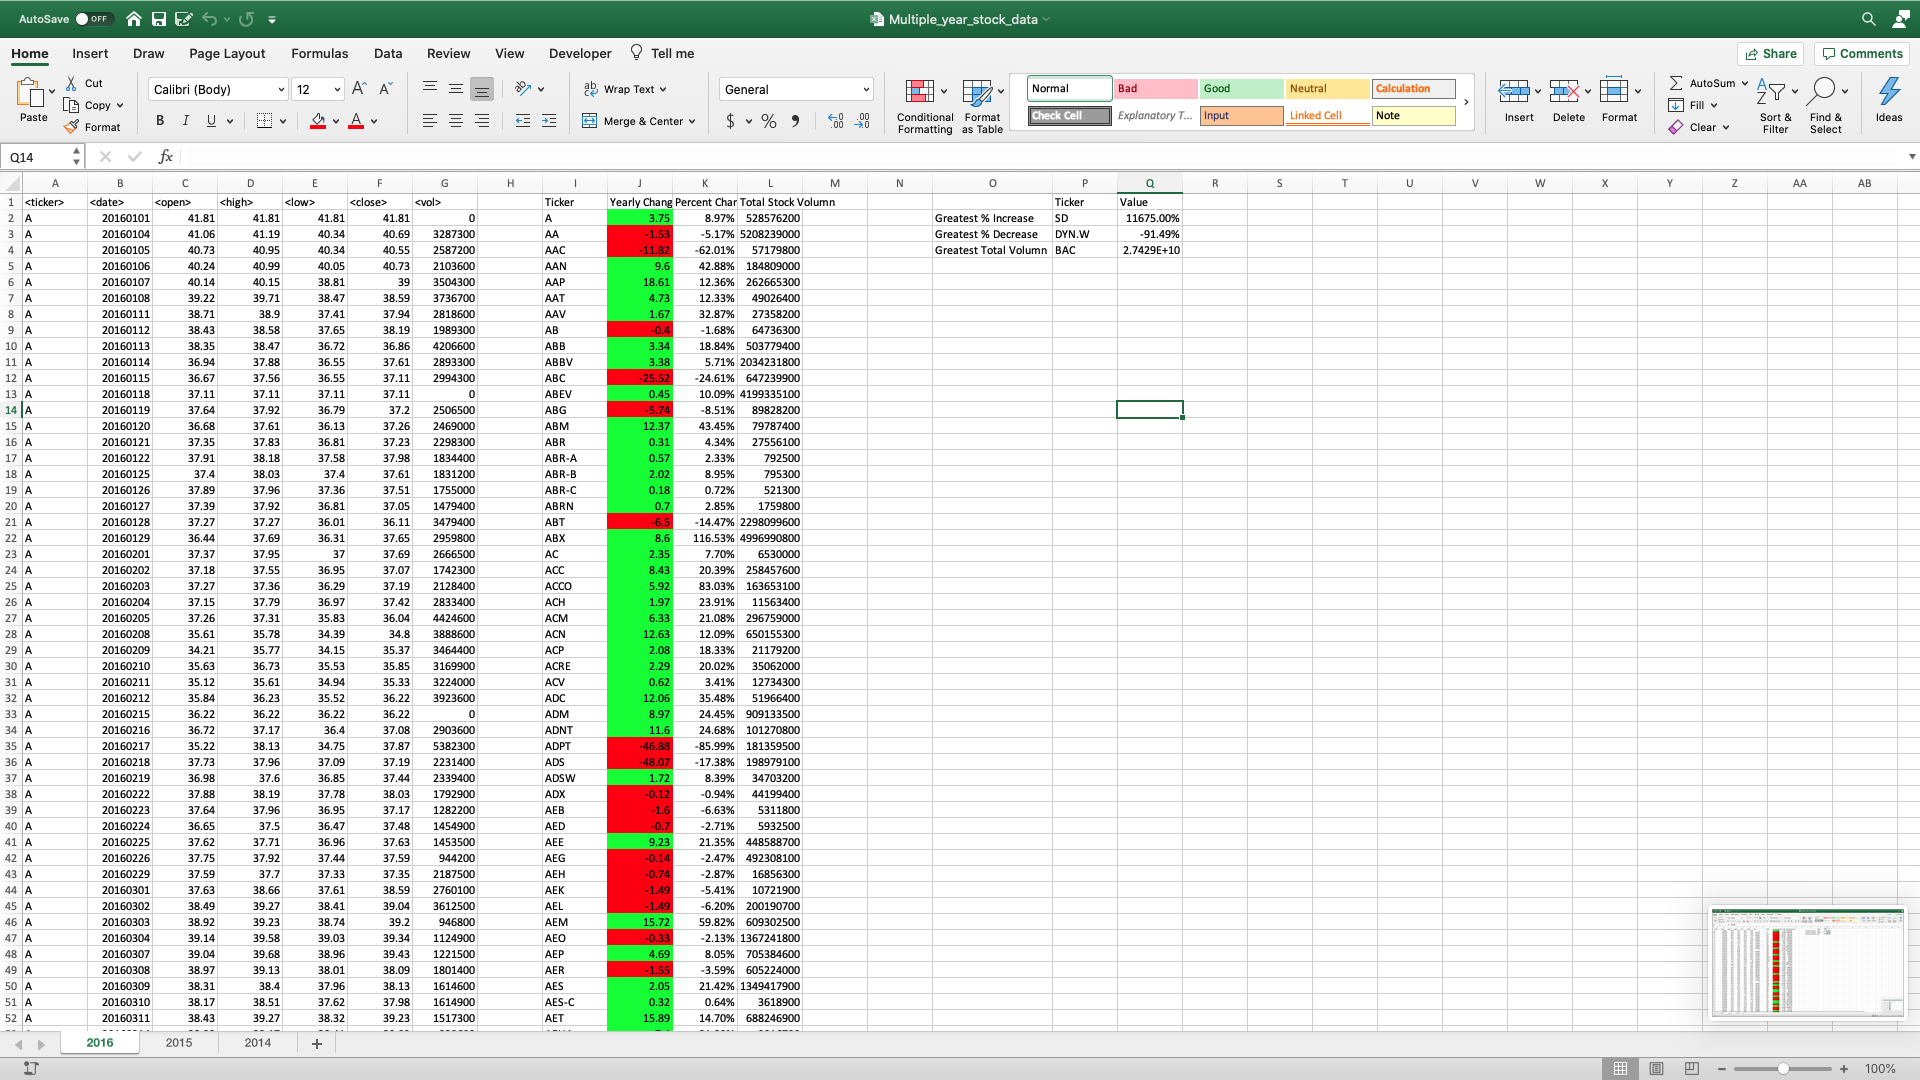 AutoSave OFF Multiple_year_stock_data
Home Insert Draw Page Layout Formulas Data Review View Developer Tell me Share Comments
Paste Cut Copy Format
Calibri (Body) 12 A A
B I U A
ab Wrap Text
Merge & Center
General
$ % 9 .00 .00
Conditional Formatting Format as Table
Normal Bad Good Neutral Calculation
Check Cell Explanatory T... Input Linked Cell Note
Insert Delete Format
AutoSum Fill Clear
Sort & Filter Find & Select Ideas
Q14 fx
A B C D E F G H I J K L M N O P Q R S T U V W X Y Z AA AB
1 <ticker> <date> <open> <high> <low> <close> <vol> Ticker Yearly Chang Percent Char Total Stock Volumn Ticker Value
2 A 20160101 41.81 41.81 41.81 41.81 0 A 3.75 8.97% 528576200 Greatest % Increase SD 11675.00%
3 A 20160104 41.06 41.19 40.34 40.69 3287300 AA -1.53 -5.17% 5208239000 Greatest % Decrease DYN.W -91.49%
4 A 20160105 40.73 40.95 40.34 40.55 2587200 AAC -11.82 -62.01% 57179800 Greatest Total Volumn BAC 2.7429E+10
5 A 20160106 40.24 40.99 40.05 40.73 2103600 AAN 9.6 42.88% 184809000
6 A 20160107 40.14 40.15 38.81 39 3504300 AAP 18.61 12.36% 262665300
7 A 20160108 39.22 39.71 38.47 38.59 3736700 AAT 4.73 12.33% 49026400
8 A 20160111 38.71 38.9 37.41 37.94 2818600 AAV 1.67 32.87% 27358200
9 A 20160112 38.43 38.58 37.65 38.19 1989300 AB -0.4 -1.68% 64736300
10 A 20160113 38.35 38.47 36.72 36.86 4206600 ABB 3.34 18.84% 503779400
11 A 20160114 36.94 37.88 36.55 37.61 2893300 ABBV 3.38 5.71% 2034231800
12 A 20160115 36.67 37.56 36.55 37.11 2994300 ABC -25.52 -24.61% 647239900
13 A 20160118 37.11 37.11 37.11 37.11 0 ABEV 0.45 10.09% 4199335100
14 A 20160119 37.64 37.92 36.79 37.2 2506500 ABG -5.74 -8.51% 89828200
15 A 20160120 36.68 37.61 36.13 37.26 2469000 ABM 12.37 43.45% 79787400
16 A 20160121 37.35 37.83 36.81 37.23 2298300 ABR 0.31 4.34% 27556100
17 A 20160122 37.91 38.18 37.58 37.98 1834400 ABR-A 0.57 2.33% 792500
18 A 20160125 37.4 38.03 37.4 37.61 1831200 ABR-B 2.02 8.95% 795300
19 A 20160126 37.89 37.96 37.36 37.51 1755000 ABR-C 0.18 0.72% 521300
20 A 20160127 37.39 37.92 36.81 37.05 1479400 ABRN 0.7 2.85% 1759800
21 A 20160128 37.27 37.27 36.01 36.11 3479400 ABT -6.5 -14.47% 2298099600
22 A 20160129 36.44 37.69 36.31 37.65 2959800 ABX 8.6 116.53% 4996990800
23 A 20160201 37.37 37.95 37 37.69 2666500 AC 2.35 7.70% 6530000
24 A 20160202 37.18 37.55 36.95 37.07 1742300 ACC 8.43 20.39% 258457600
25 A 20160203 37.27 37.36 36.29 37.19 2128400 ACCO 5.92 83.03% 163653100
26 A 20160204 37.15 37.79 36.97 37.42 2833400 ACH 1.97 23.91% 11563400
27 A 20160205 37.26 37.31 35.83 36.04 4424600 ACM 6.33 21.08% 296759000
28 A 20160208 35.61 35.78 34.39 34.8 3888600 ACN 12.63 12.09% 650155300
29 A 20160209 34.21 35.77 34.15 35.37 3464400 ACP 2.08 18.33% 21179200
30 A 20160210 35.63 36.73 35.53 35.85 3169900 ACRE 2.29 20.02% 35062000
31 A 20160211 35.12 35.61 34.94 35.33 3224000 ACV 0.62 3.41% 12734300
32 A 20160212 35.84 36.23 35.52 36.22 3923600 ADC 12.06 35.48% 51966400
33 A 20160215 36.22 36.22 36.22 36.22 0 ADM 8.97 24.45% 909133500
34 A 20160216 36.72 37.17 36.4 37.08 2903600 ADNT 11.6 24.68% 101270800
35 A 20160217 35.22 38.13 34.75 37.87 5382300 ADPT -46.88 -85.99% 181359500
36 A 20160218 37.73 37.96 37.09 37.19 2231400 ADS -48.07 -17.38% 198979100
37 A 20160219 36.98 37.6 36.85 37.44 2339400 ADSW 1.72 8.39% 34703200
38 A 20160222 37.88 38.19 37.78 38.03 1792900 ADX -0.12 -0.94% 44199400
39 A 20160223 37.64 37.96 36.95 37.17 1282200 AEB -1.6 -6.63% 5311800
40 A 20160224 36.65 37.5 36.47 37.48 1454900 AED -0.7 -2.71% 5932500
41 A 20160225 37.62 37.71 36.96 37.63 1453500 AEE 9.23 21.35% 448588700
42 A 20160226 37.75 37.92 37.44 37.59 944200 AEG -0.14 -2.47% 492308100
43 A 20160229 37.59 37.7 37.33 37.35 2187500 AEH -0.74 -2.87% 16856300
44 A 20160301 37.63 38.66 37.61 38.59 2760100 AEK -1.49 -5.41% 10721900
45 A 20160302 38.49 39.27 38.41 39.04 3612500 AEL -1.49 -6.20% 200190700
46 A 20160303 38.92 39.23 38.74 39.2 946800 AEM 15.72 59.82% 609302500
47 A 20160304 39.14 39.58 39.03 39.34 1124900 AEO -0.33 -2.13% 1367241800
48 A 20160307 39.04 39.68 38.96 39.43 1221500 AEP 4.69 8.05% 705384600
49 A 20160308 38.97 39.13 38.01 38.09 1801400 AER -1.55 -3.59% 605224000
50 A 20160309 38.31 38.4 37.96 38.13 1614600 AES 2.05 21.42% 1349417900
51 A 20160310 38.17 38.51 37.62 37.98 1614900 AES-C 0.32 0.64% 3618900
52 A 20160311 38.43 39.27 38.32 39.23 1517300 AET 15.89 14.70% 688246900
2016 2015 2014 +
100%